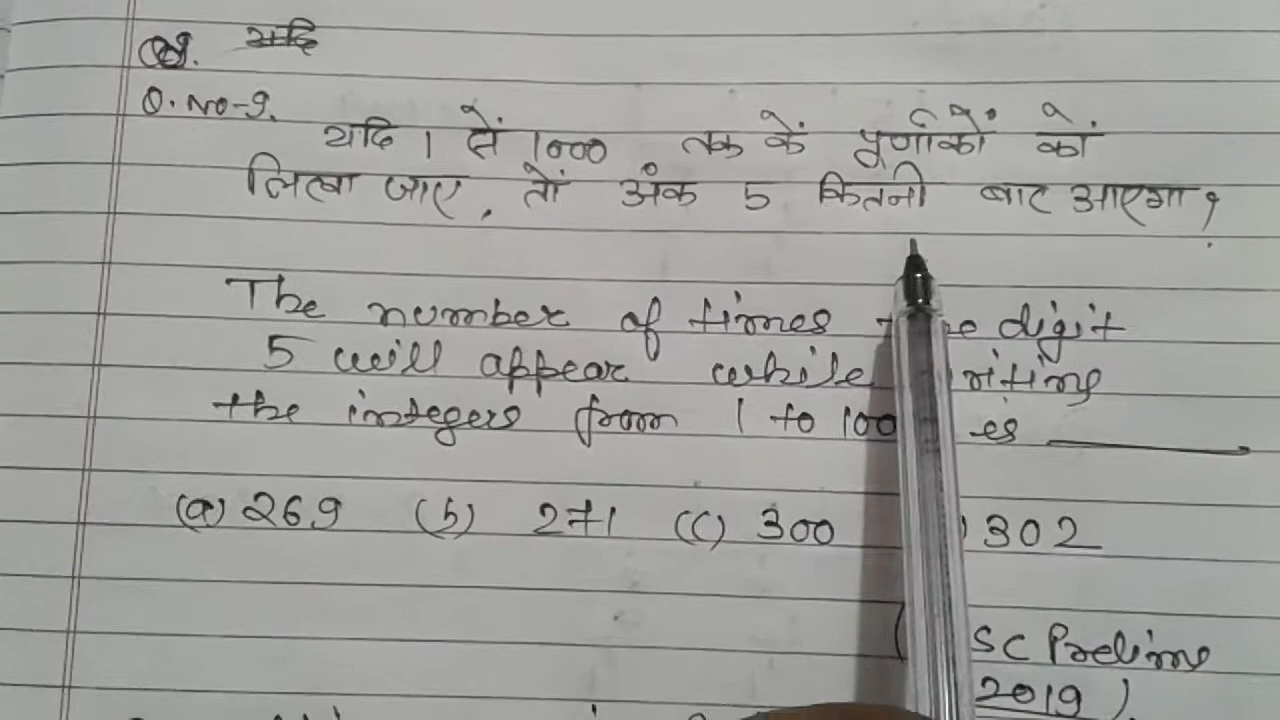 यदि
Q. No-9.
यदि 1 से 1000 तक के पूर्णांकों को
लिखा जाए, तो अंक 5 कितनी बार आएगा ?
The number of times digit
5 will appear while
the integers from 1 to
(a) 269 (b) 271 (c) 300 302
SC Prelims
2019)